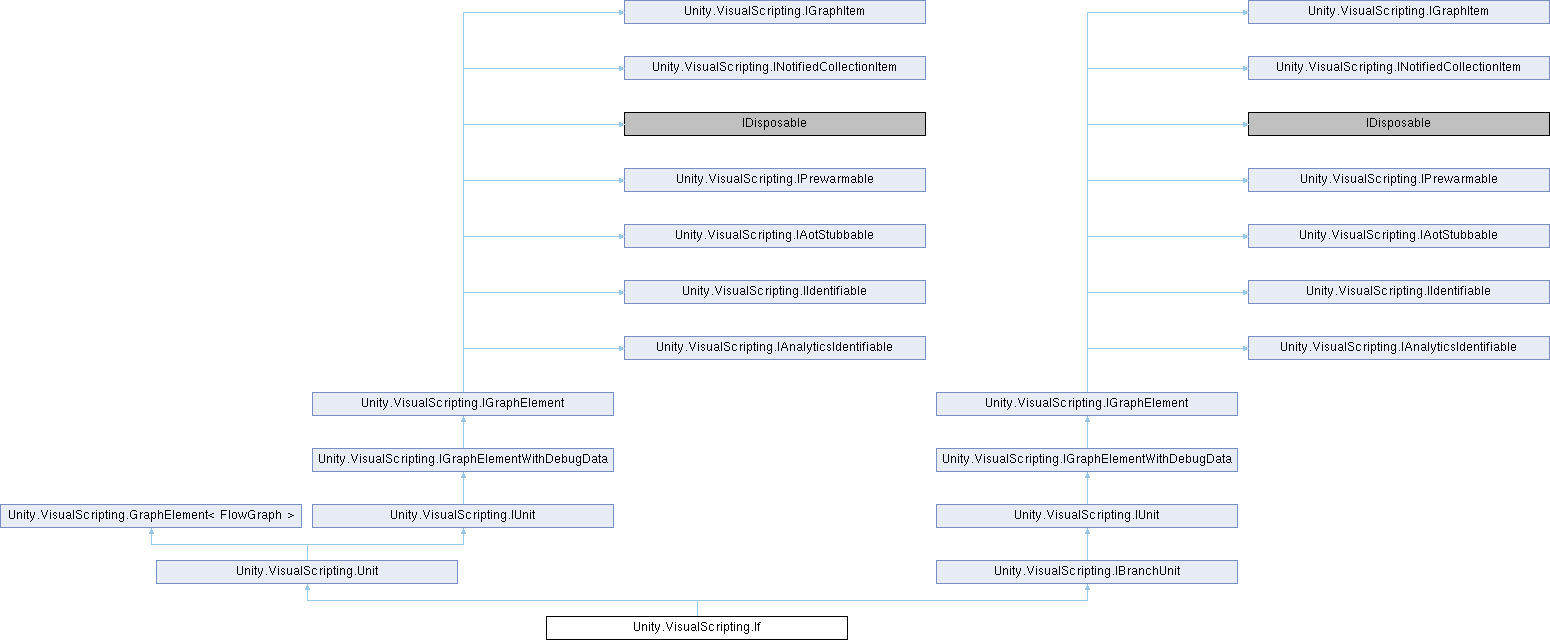 Unity.VisualScripting.IGraphItem
Unity.VisualScripting.IGraphItem
Unity.VisualScripting.INotifiedCollectionItem
Unity.VisualScripting.INotifiedCollectionItem
IDisposable
IDisposable
Unity.VisualScripting.IPrewarmable
Unity.VisualScripting.IPrewarmable
Unity.VisualScripting.IAotStubbable
Unity.VisualScripting.IAotStubbable
Unity.VisualScripting.IIdentifiable
Unity.VisualScripting.IIdentifiable
Unity.VisualScripting.IAnalyticsIdentifiable
Unity.VisualScripting.IAnalyticsIdentifiable
Unity.VisualScripting.IGraphElement
Unity.VisualScripting.IGraphElement
Unity.VisualScripting.IGraphElementWithDebugData
Unity.VisualScripting.IGraphElementWithDebugData
Unity.VisualScripting.GraphElement< FlowGraph >
Unity.VisualScripting.IUnit
Unity.VisualScripting.IUnit
Unity.VisualScripting.Unit
Unity.VisualScripting.IBranchUnit
Unity.VisualScripting.If